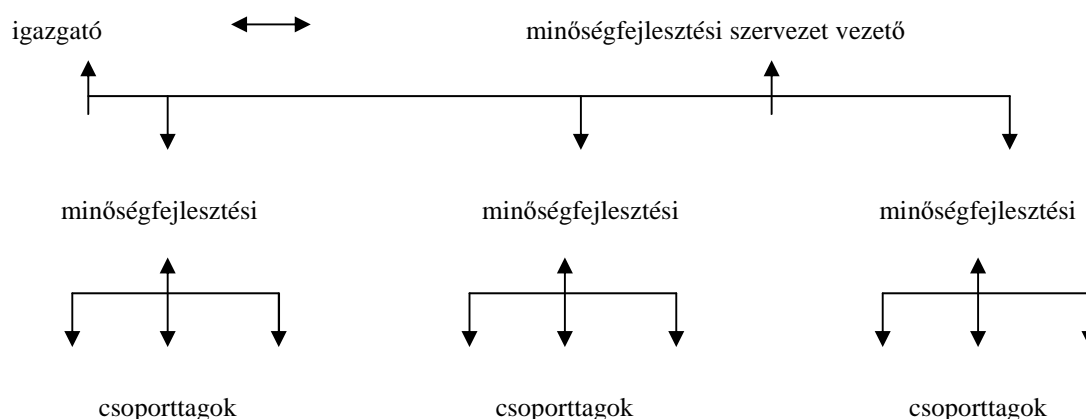 igazgató minőségfejlesztési szervezet vezető
minőségfejlesztési minőségfejlesztési minőségfejlesztési
csoporttagok csoporttagok csoporttagok